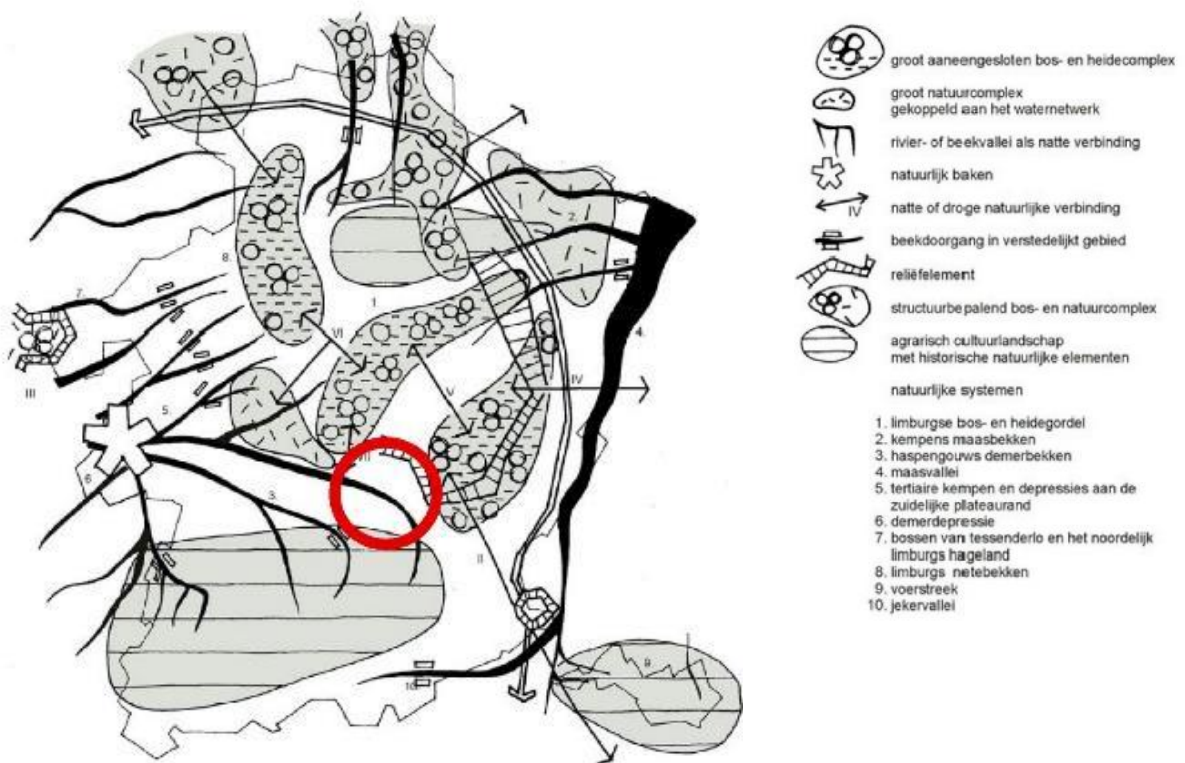 groot aaneengesloten bos- en heidecomplex
groot natuurcomplex
gekoppeld aan het waternetwerk
rivier- of beekvallei als natte verbinding
natuurlijk baken
IV
natte of droge natuurlijke verbinding
beekdoorgang in verstedelijkt gebied
reliëfelement
structuurbepalend bos- en natuurcomplex
agrarisch cultuurlandschap
met historische natuurlijke elementen
natuurlijke systemen
1. limburgse bos- en heidegordel
2. kempens maasbekken
3. haspengouws demerbekken
4. maasvallei
5. tertiaire kempen en depressies aan de
zuidelijke plateaurand
6. demerdepressie
7. bossen van tessenderlo en het noordelijk
limburgs hageland
8. limburgs netebekken
9. voerstreek
10. jekervallei
2.
8.
1
7.
VI
4.
III
V
IV
5.
VII
6
3.
II
9
10.